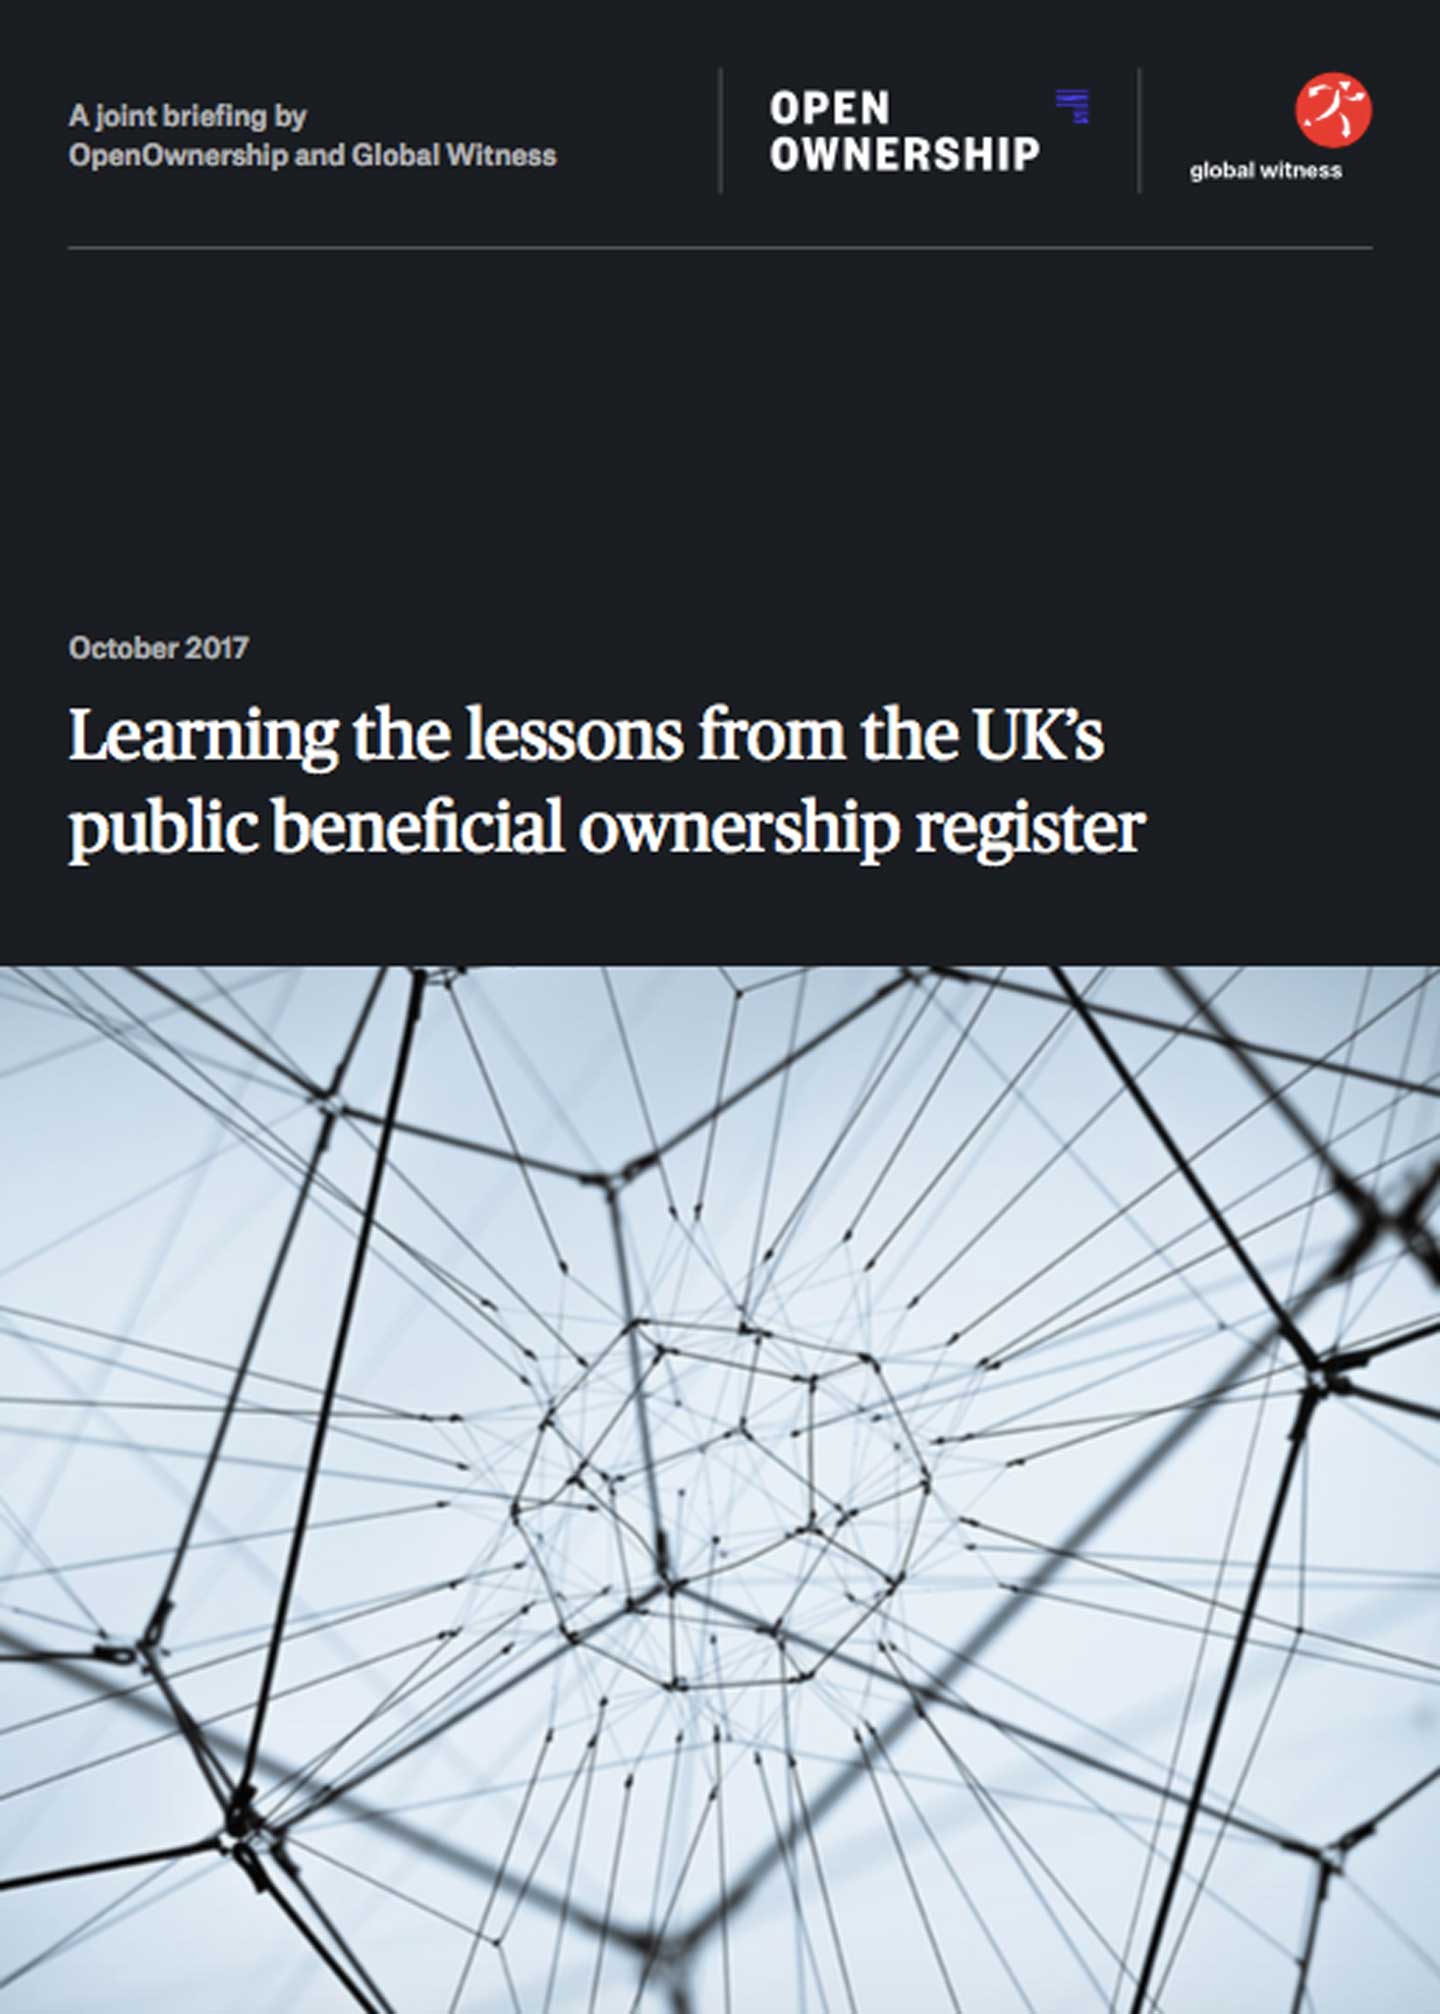 A joint briefing by
OpenOwnership and Global Witness
OPEN
OWNERSHIP
global witness
October 2017
Learning the lessons from the UK’s
public beneficial ownership register